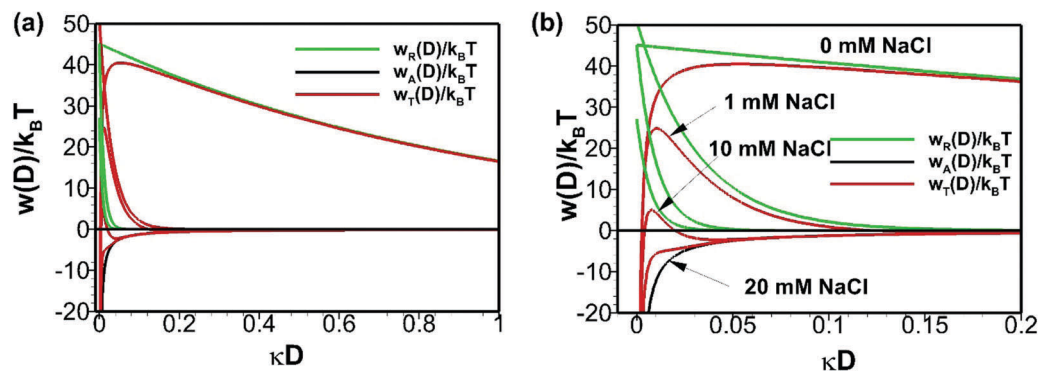 (a)
50
40
30
20
10
0
-10
-20
w(D)/k_BT
w_R(D)/k_BT
w_A(D)/k_BT
w_T(D)/k_BT
0 0.2 0.4 0.6 0.8 1
κD
(b)
50
40
30
20
10
0
-10
-20
w(D)/k_BT
0 mM NaCl
1 mM NaCl
10 mM NaCl
w_R(D)/k_BT
w_A(D)/k_BT
w_T(D)/k_BT
20 mM NaCl
0 0.05 0.1 0.15 0.2
κD